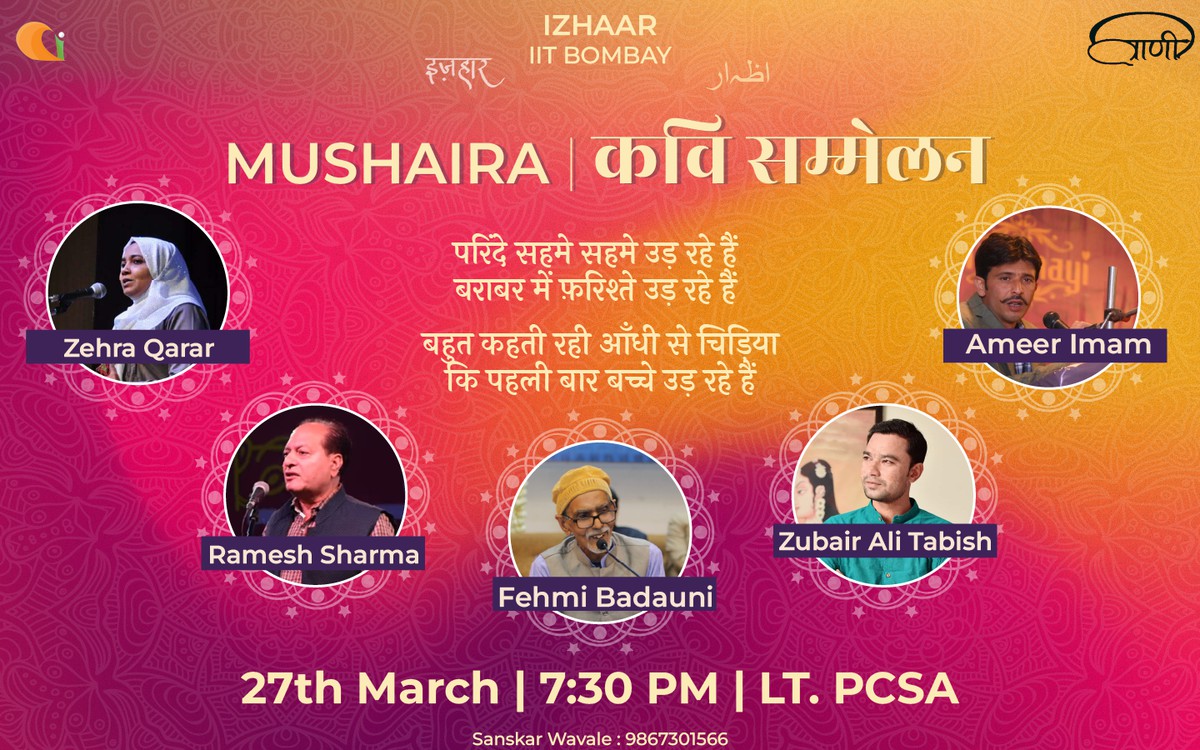 IZHAAR
IIT BOMBAY
इज़हार
اظہار
वाणी
MUSHAIRA | कवि सम्मेलन
परिंदे सहमे सहमे उड़ रहे हैं
बराबर में फ़रिश्ते उड़ रहे हैं
बहुत कहती रही आँधी से चिड़िया
कि पहली बार बच्चे उड़ रहे हैं
Zehra Qarar
Ameer Imam
Ramesh Sharma
Zubair Ali Tabish
Fehmi Badauni
27th March | 7:30 PM | LT. PCSA
Sanskar Wavale : 9867301566